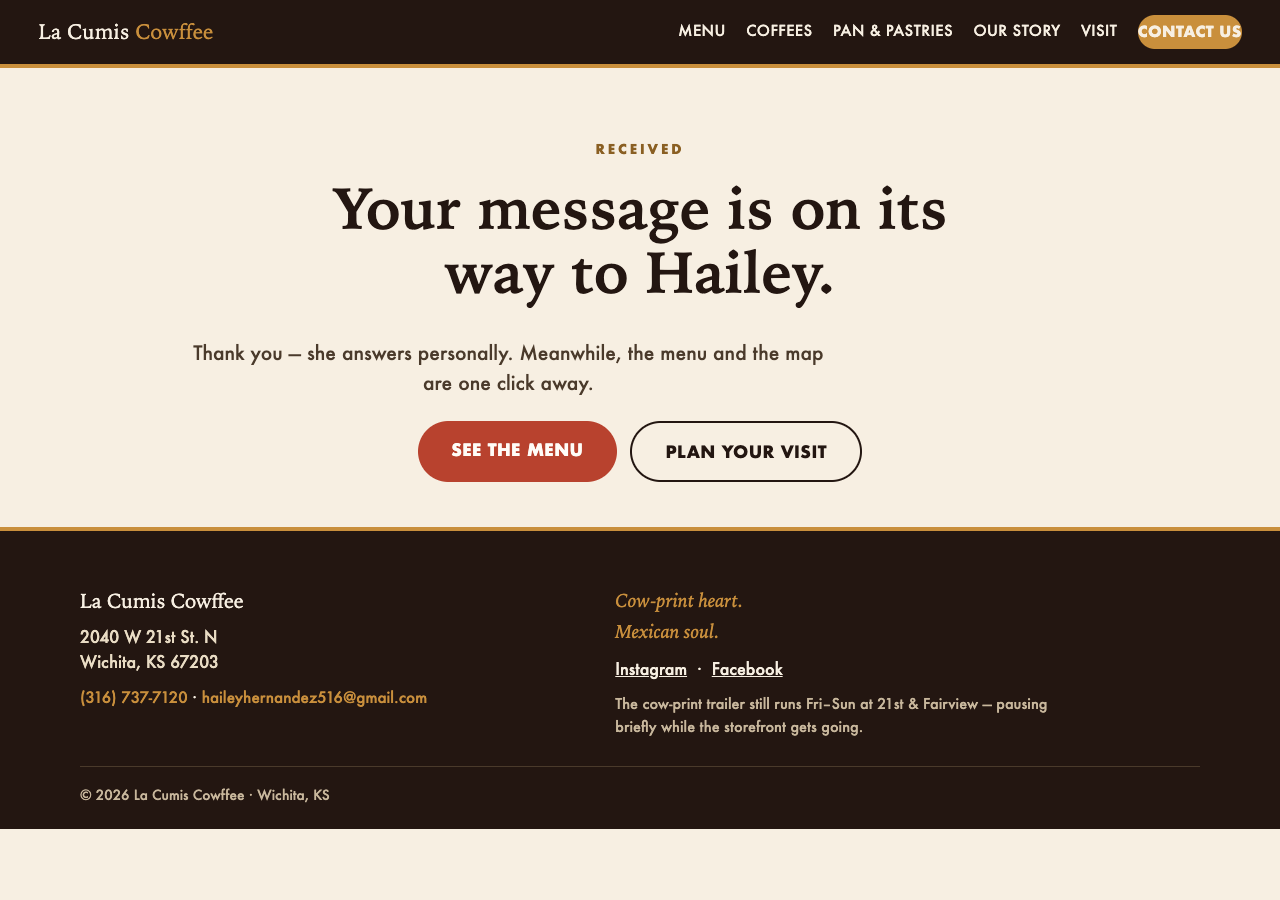 La Cumis Cowffee
MENU COFFEES PAN & PASTRIES OUR STORY VISIT CONTACT US
RECEIVED
Your message is on its
way to Hailey.
Thank you — she answers personally. Meanwhile, the menu and the map
are one click away.
SEE THE MENU PLAN YOUR VISIT
La Cumis Cowffee
2040 W 21st St. N
Wichita, KS 67203
(316) 737-7120 · haileyhernandez516@gmail.com
Cow-print heart.
Mexican soul.
Instagram · Facebook
The cow-print trailer still runs Fri–Sun at 21st & Fairview — pausing
briefly while the storefront gets going.
© 2026 La Cumis Cowffee · Wichita, KS